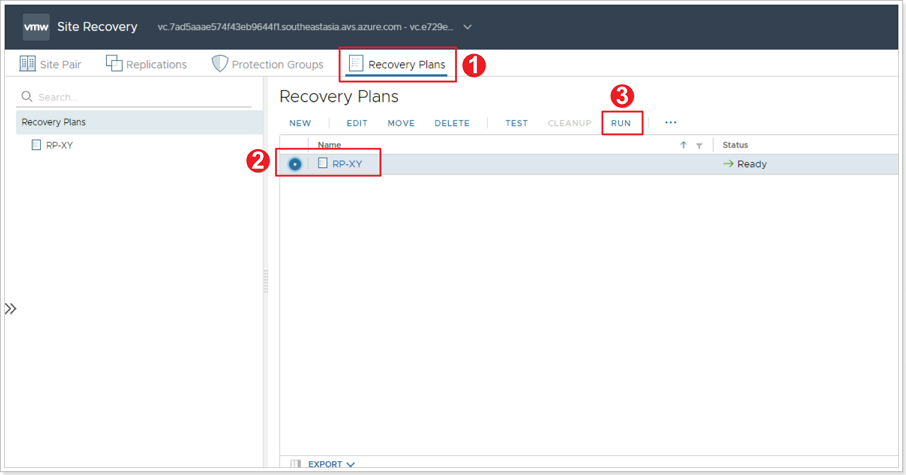 vmw Site Recovery vc.7ad5aaae574f43eb9644f1.southeastasia.avs.azure.com - vc.e729e...
Site Pair Replications Protection Groups Recovery Plans 1
Search...
Recovery Plans
RP-XY
Recovery Plans
3
NEW EDIT MOVE DELETE TEST CLEANUP RUN ...
Name Status
2 RP-XY Ready
EXPORT